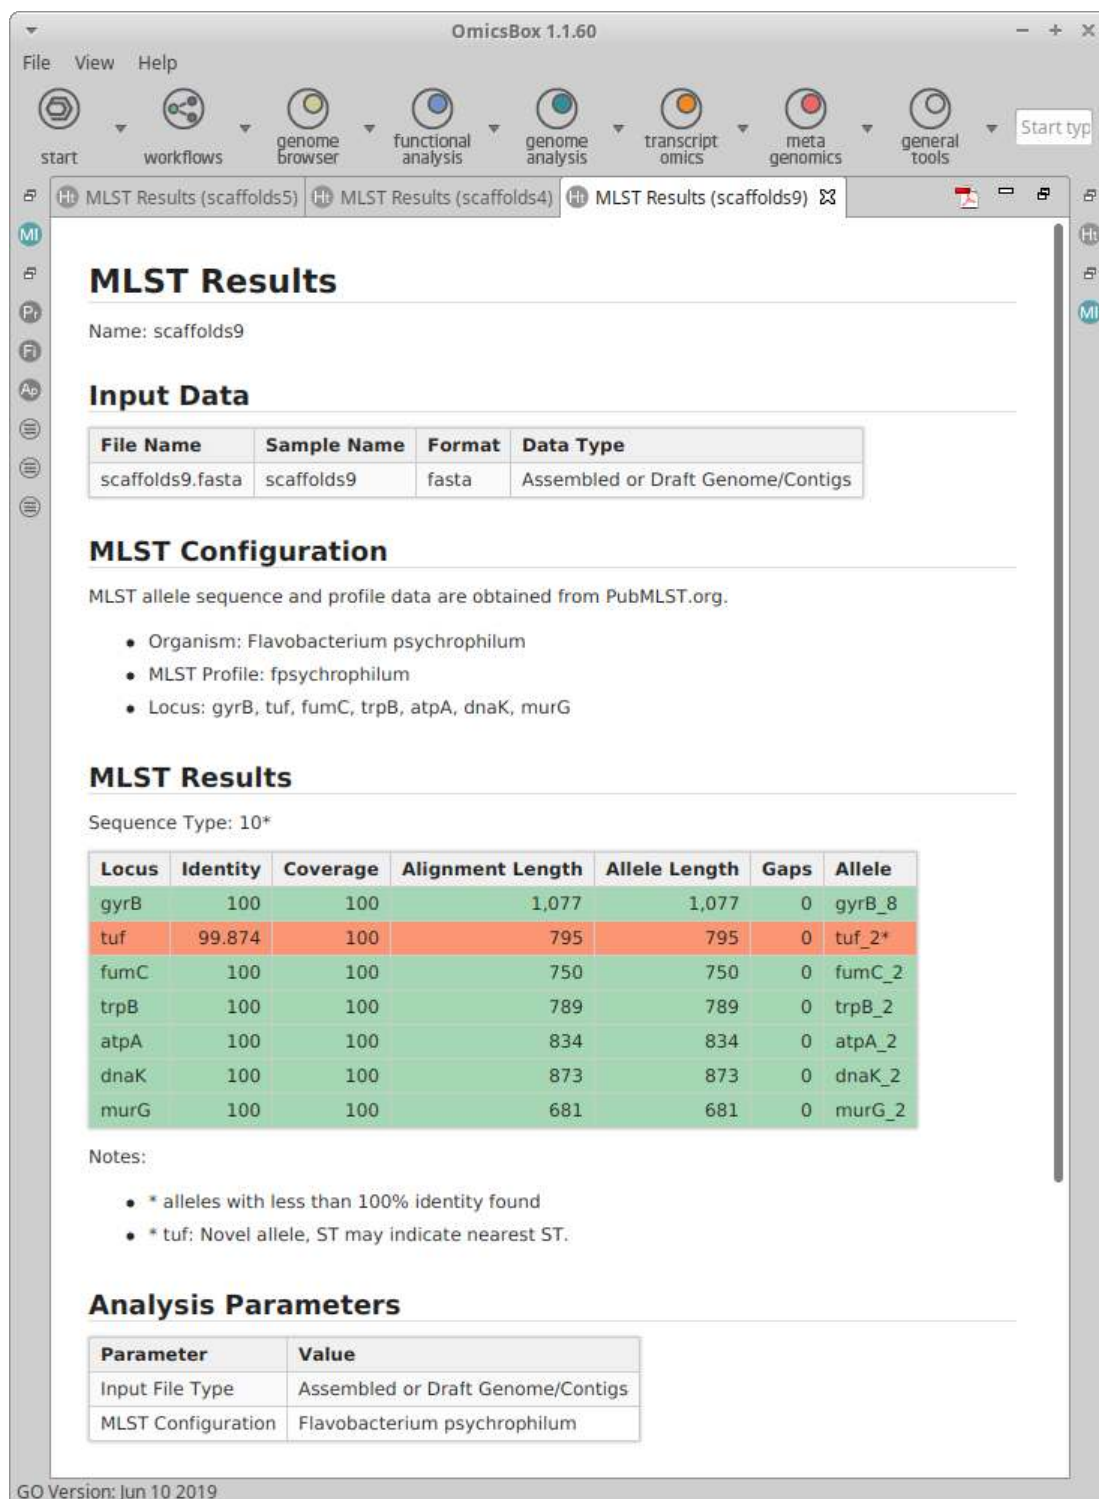 OmicsBox 1.1.60
File View Help
start workflows genome browser functional analysis genome analysis transcript omics meta genomics general tools Start typ
MLST Results (scaffolds5) MLST Results (scaffolds4) MLST Results (scaffolds9)
MLST Results
Name: scaffolds9
Input Data
File Name Sample Name Format Data Type
scaffolds9.fasta scaffolds9 fasta Assembled or Draft Genome/Contigs
MLST Configuration
MLST allele sequence and profile data are obtained from PubMLST.org.
• Organism: Flavobacterium psychrophilum
• MLST Profile: fpsychrophilum
• Locus: gyrB, tuf, fumC, trpB, atpA, dnaK, murG
MLST Results
Sequence Type: 10*
Locus Identity Coverage Alignment Length Allele Length Gaps Allele
gyrB 100 100 1,077 1,077 0 gyrB_8
tuf 99.874 100 795 795 0 tuf_2*
fumC 100 100 750 750 0 fumC_2
trpB 100 100 789 789 0 trpB_2
atpA 100 100 834 834 0 atpA_2
dnaK 100 100 873 873 0 dnaK_2
murG 100 100 681 681 0 murG_2
Notes:
• * alleles with less than 100% identity found
• * tuf: Novel allele, ST may indicate nearest ST.
Analysis Parameters
Parameter Value
Input File Type Assembled or Draft Genome/Contigs
MLST Configuration Flavobacterium psychrophilum
GO Version: Jun 10 2019